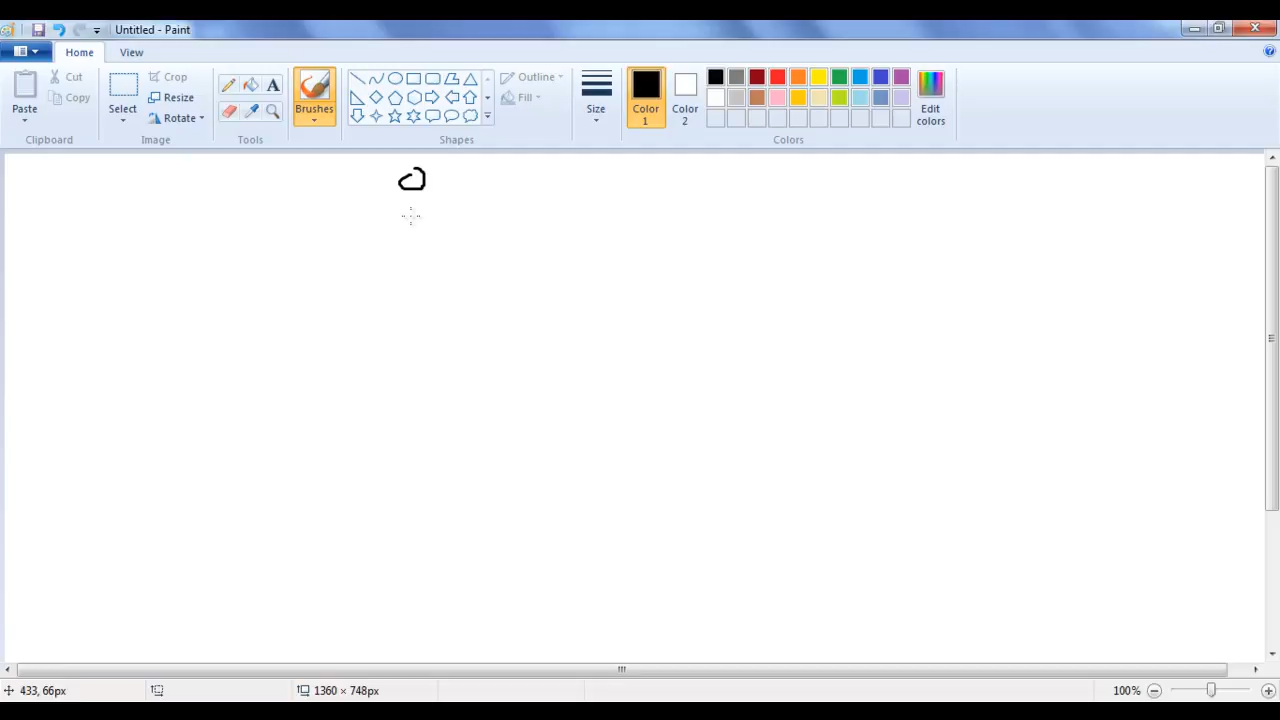 Untitled - Paint
Home View
Paste
Cut
Copy
Clipboard
Select
Crop
Resize
Rotate
Image
A
Tools
Brushes
Shapes
Outline
Fill
Size
Color 1
Color 2
Edit colors
Colors
433, 66px
1360 × 748px
100%